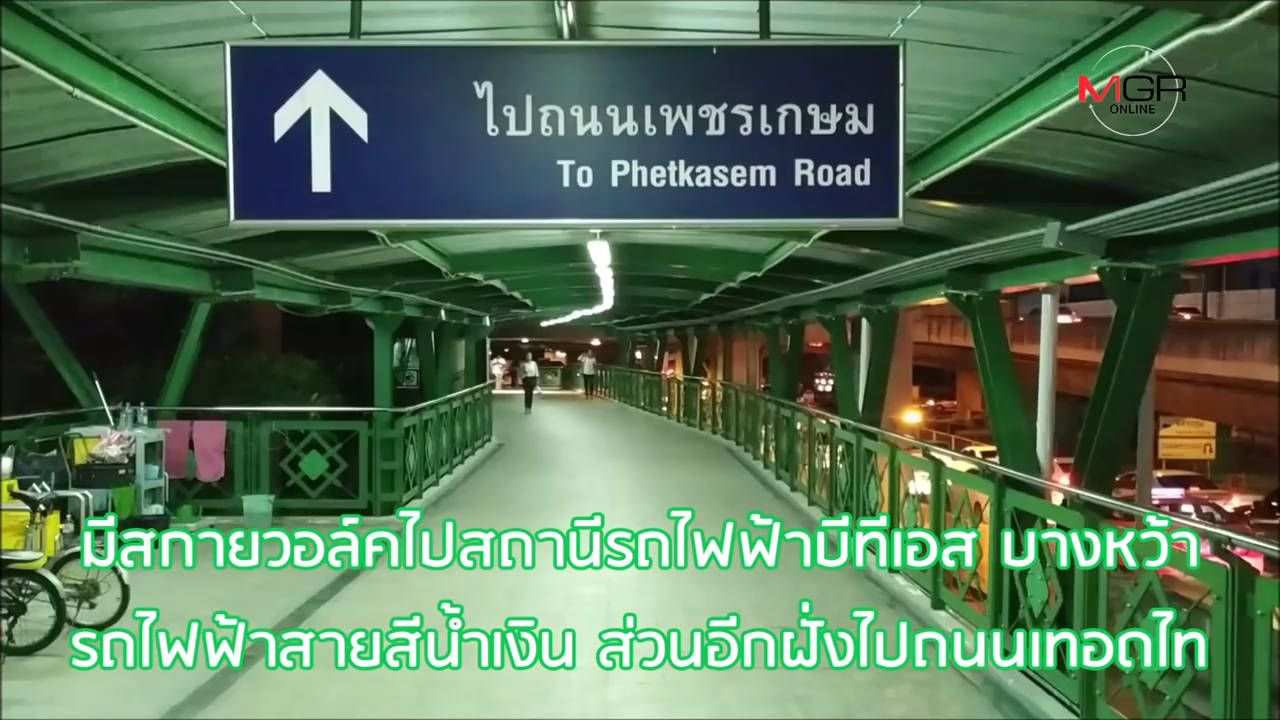 MGR
ONLINE
ไปถนนเพชรเกษม
To Phetkasem Road
มีสกายวอล์คไปสถานีรถไฟฟ้าบีทีเอส บางหว้า
รถไฟฟ้าสายสีน้ำเงิน ส่วนอีกฝั่งไปถนนเทอดไท